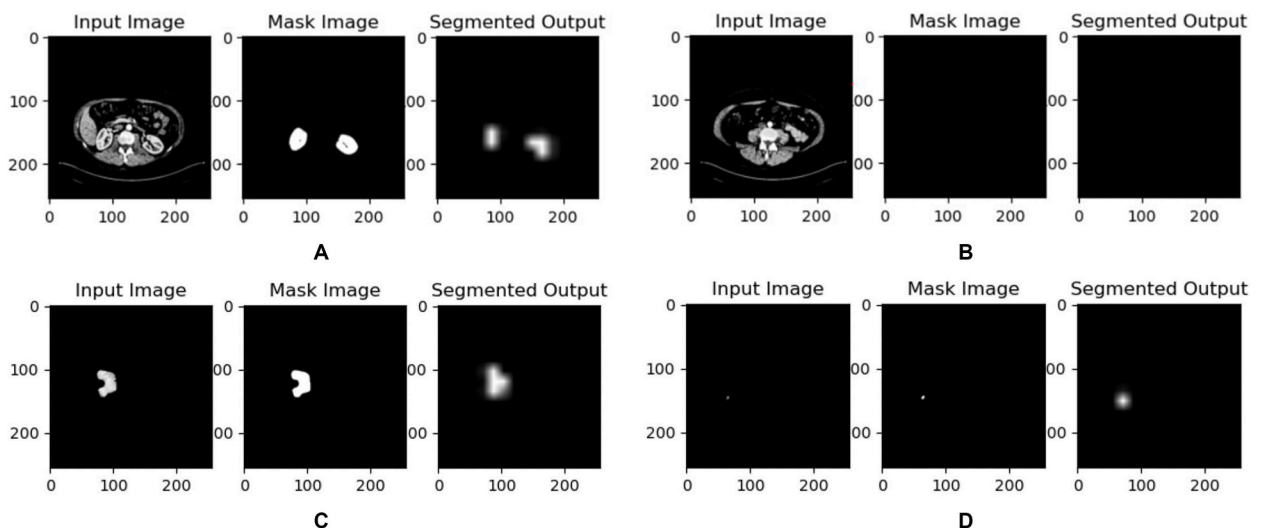 Input Image Mask Image Segmented Output Input Image Mask Image Segmented Output
0 0 0 0 0 0
100 00 00 100 00 00
200 00 00 200 00 00
0 100 200 0 100 200 0 100 200 0 100 200 0 100 200 0 100 200
A B
Input Image Mask Image Segmented Output Input Image Mask Image Segmented Output
0 0 0 0 0 0
100 00 00 100 00 00
200 00 00 200 00 00
0 100 200 0 100 200 0 100 200 0 100 200 0 100 200 0 100 200
C D